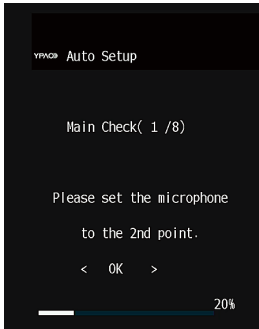 YPAO Auto Setup
Main Check( 1 /8)
Please set the microphone
to the 2nd point.
< OK >
20%